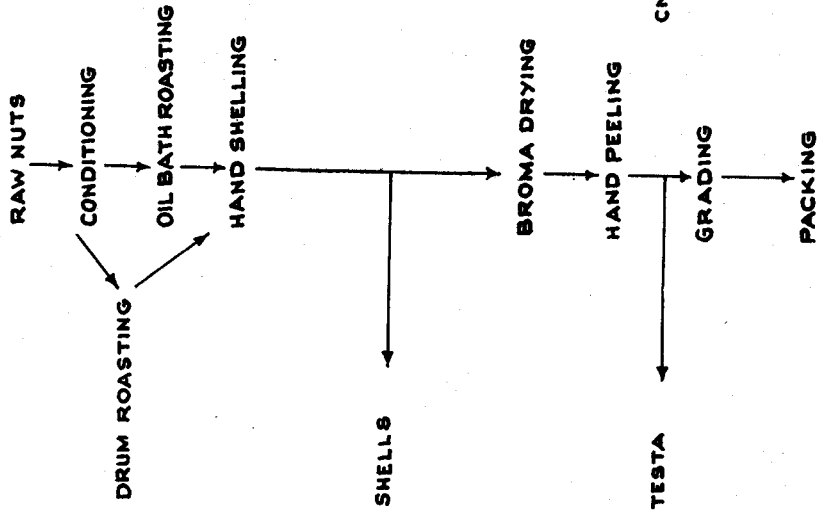 RAW NUTS
CONDITIONING
OIL BATH ROASTING
DRUM ROASTING
HAND SHELLING
SHELLS
BROMA DRYING
HAND PEELING
TESTA
GRADING
PACKING